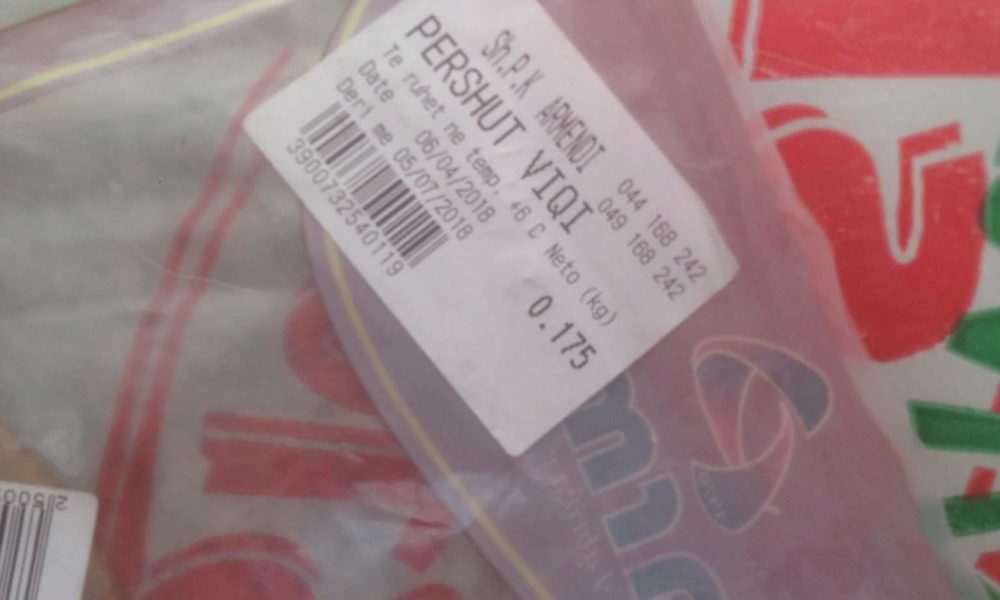 Sh.P.K ARMENDI 044 168 242
049 168 242
PERSHUT VIQI
Te ruhet ne temp. +6 C Neto (kg)
Date 06/04/2018
Deri me 05/07/2018
0.175
3900732540119